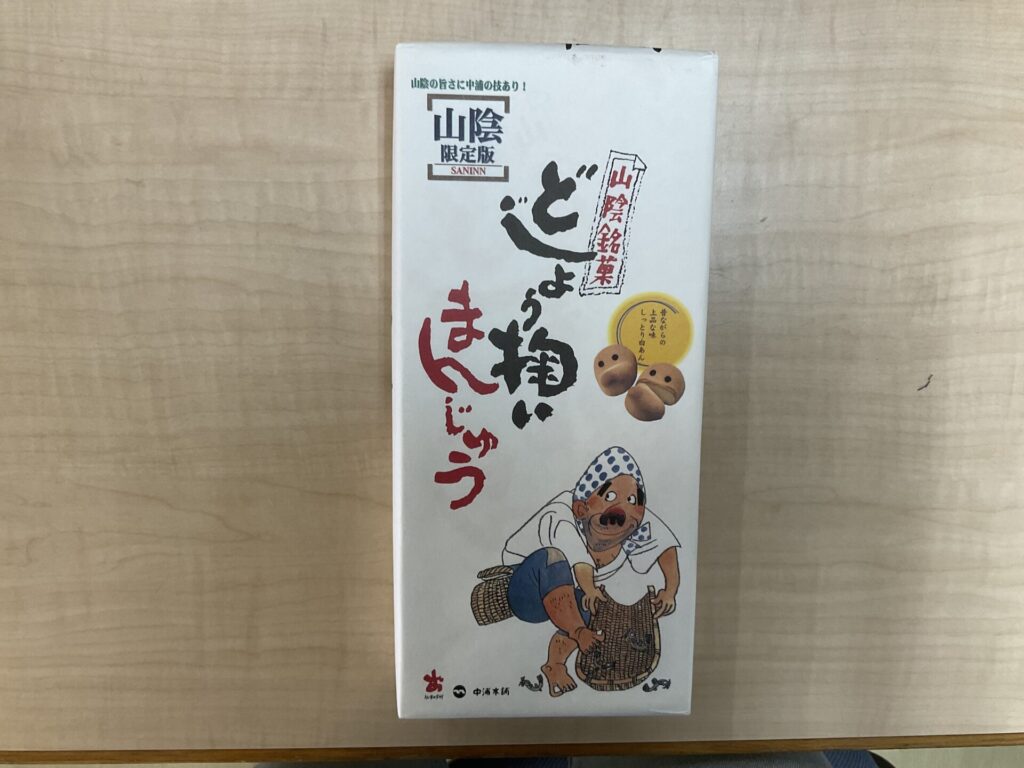 山陰の旨さに中浦の技あり!
山陰
限定版
SANINN
山陰銘菓
どじょう掬い
まんじゅう
昔ながらの
上品な味
しっとり白あん
中浦本舗